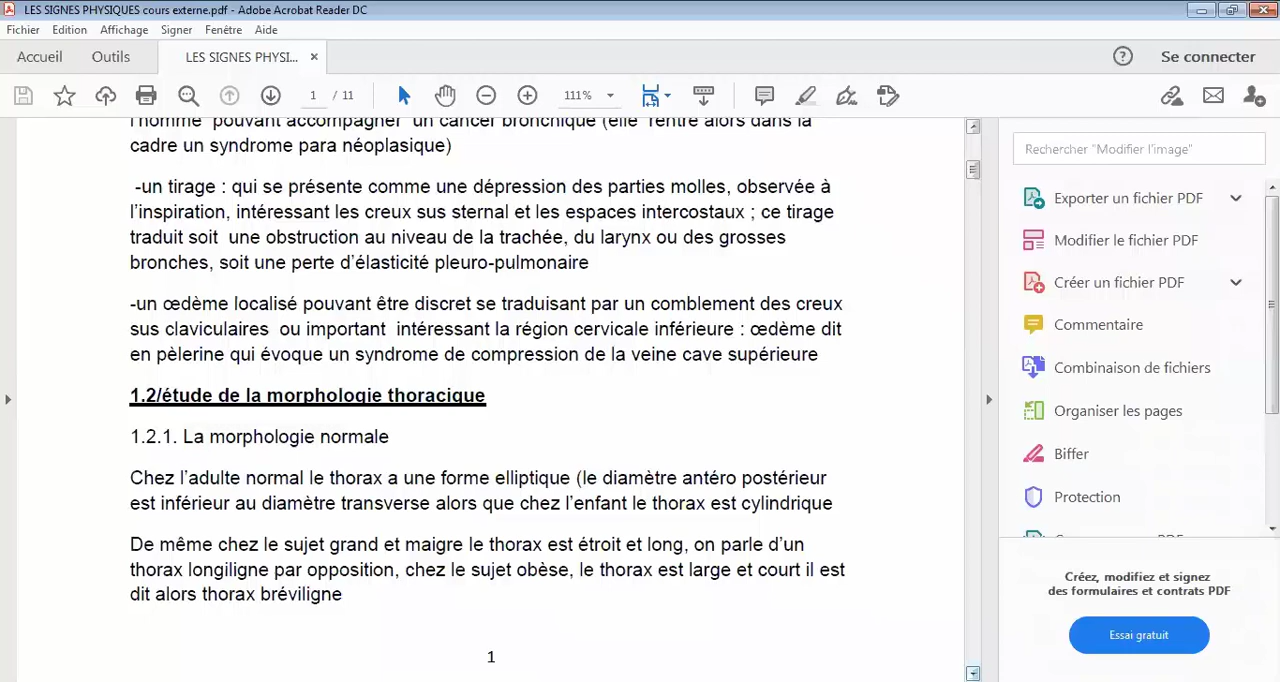 LES SIGNES PHYSIQUES cours externe.pdf - Adobe Acrobat Reader DC
Fichier Edition Affichage Signer Fenêtre Aide
Accueil Outils LES SIGNES PHYSI... × ? Se connecter
1 / 11 111%
l'homme pouvant accompagner un cancer bronchique (elle rentre alors dans la
cadre un syndrome para néoplasique)
-un tirage : qui se présente comme une dépression des parties molles, observée à
l'inspiration, intéressant les creux sus sternal et les espaces intercostaux ; ce tirage
traduit soit une obstruction au niveau de la trachée, du larynx ou des grosses
bronches, soit une perte d'élasticité pleuro-pulmonaire
-un œdème localisé pouvant être discret se traduisant par un comblement des creux
sus claviculaires ou important intéressant la région cervicale inférieure : œdème dit
en pèlerine qui évoque un syndrome de compression de la veine cave supérieure
1.2/étude de la morphologie thoracique
1.2.1. La morphologie normale
Chez l'adulte normal le thorax a une forme elliptique (le diamètre antéro postérieur
est inférieur au diamètre transverse alors que chez l'enfant le thorax est cylindrique
De même chez le sujet grand et maigre le thorax est étroit et long, on parle d'un
thorax longiligne par opposition, chez le sujet obèse, le thorax est large et court il est
dit alors thorax bréviligne
1
Rechercher "Modifier l'image"
Exporter un fichier PDF
Modifier le fichier PDF
Créer un fichier PDF
Commentaire
Combinaison de fichiers
Organiser les pages
Biffer
Protection
Créez, modifiez et signez
des formulaires et contrats PDF
Essai gratuit